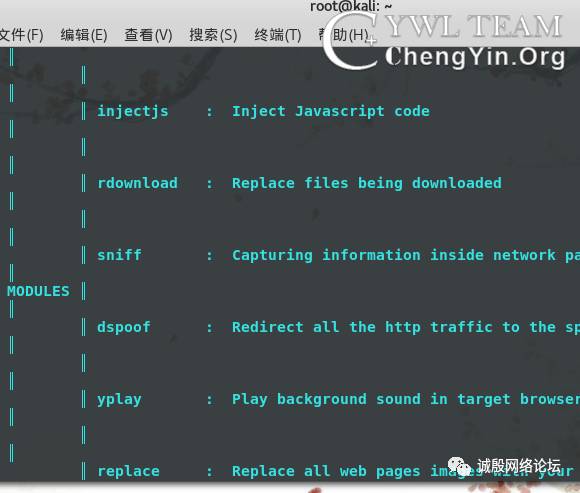 root@kali: ~
文件(F) 编辑(E) 查看(V) 搜索(S) 终端(T) 帮助(H)
CYWL TEAM
ChengYin.Org
injectjs : Inject Javascript code
rdownload : Replace files being downloaded
sniff : Capturing information inside network pa
MODULES
dspoof : Redirect all the http traffic to the sp
yplay : Play background sound in target browser
replace : Replace all web pages images with your
诚殷网络论坛